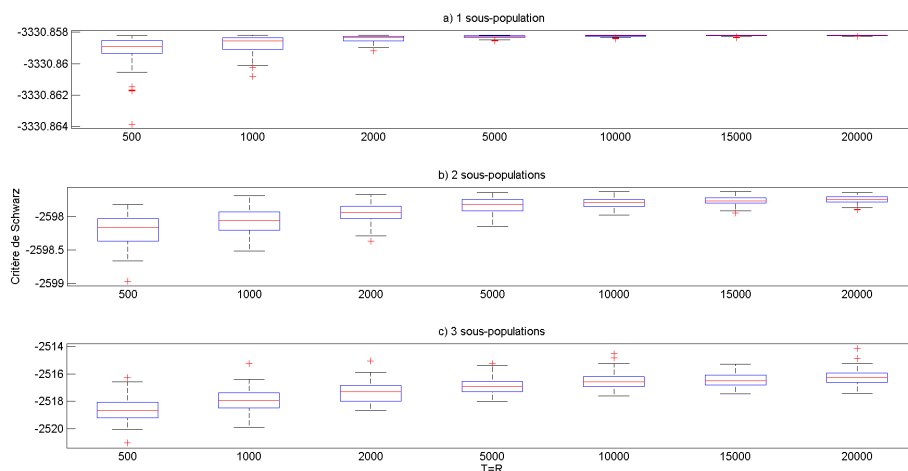 a) 1 sous-population
-3330.858
-3330.86
-3330.862
-3330.864
500 1000 2000 5000 10000 15000 20000
b) 2 sous-populations
Critère de Schwarz
-2598
-2598.5
-2599
500 1000 2000 5000 10000 15000 20000
c) 3 sous-populations
-2514
-2516
-2518
-2520
500 1000 2000 5000 10000 15000 20000
T=R